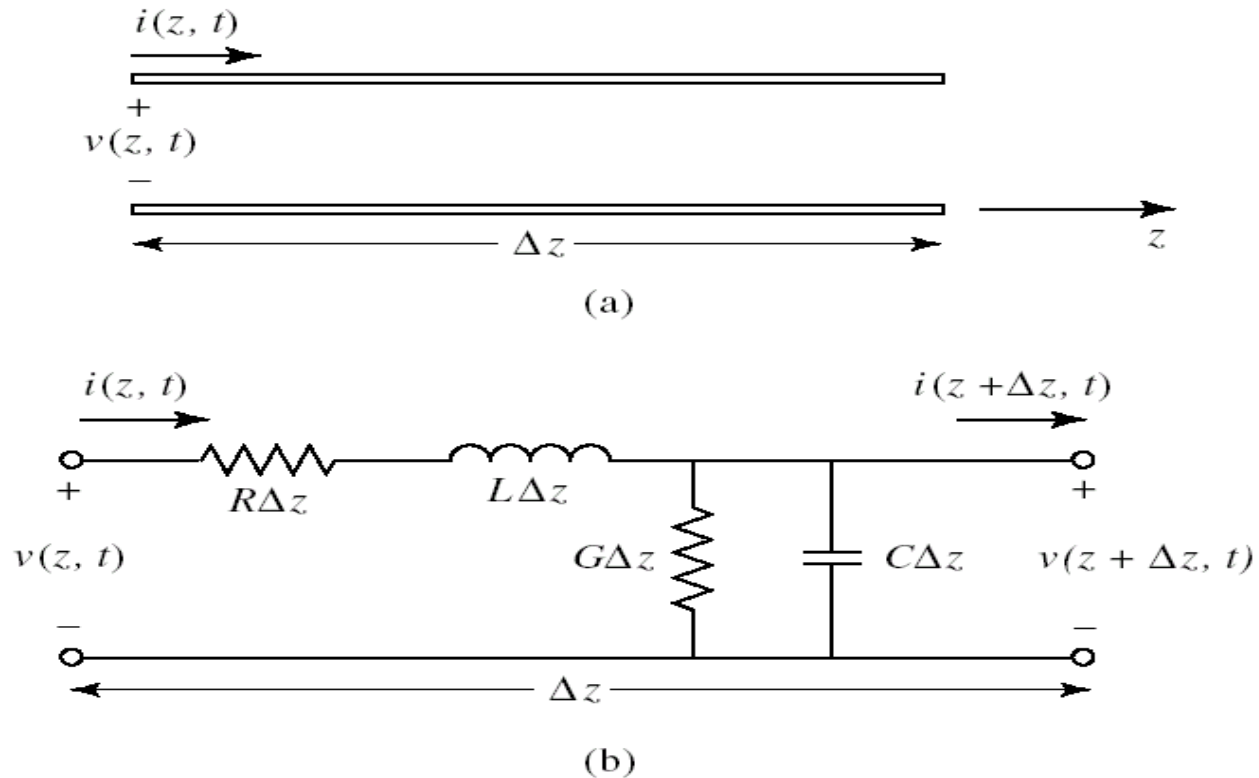 i(z, t)
+
v(z, t)
−
Δz
z
(a)
i(z, t)
i(z + Δz, t)
+
RΔz
LΔz
+
v(z, t)
GΔz
CΔz
v(z + Δz, t)
−
−
Δz
(b)